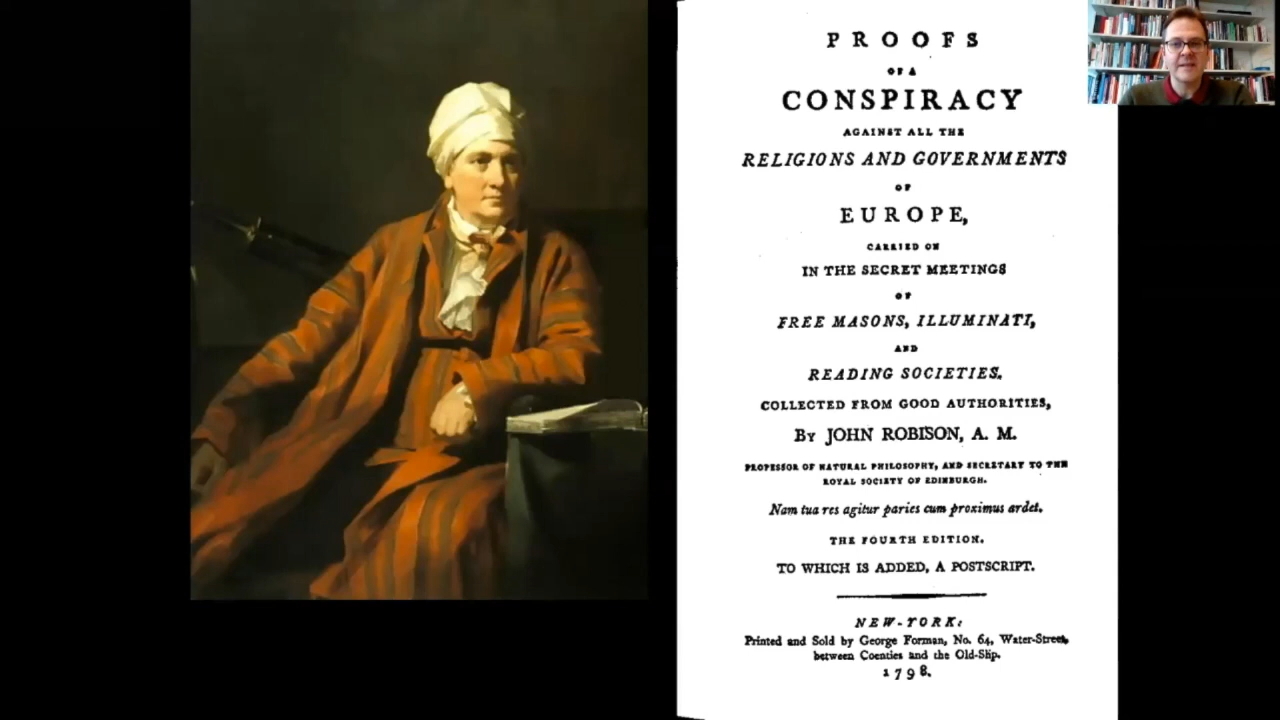 PROOFS
OF A
CONSPIRACY
AGAINST ALL THE
RELIGIONS AND GOVERNMENTS
OF
EUROPE,
CARRIED ON
IN THE SECRET MEETINGS
OF
FREE MASONS, ILLUMINATI,
AND
READING SOCIETIES.
COLLECTED FROM GOOD AUTHORITIES,
By JOHN ROBISON, A. M.
PROFESSOR OF NATURAL PHILOSOPHY, AND SECRETARY TO THE
ROYAL SOCIETY OF EDINBURGH.
Nam tua res agitur paries cum proximus ardet.
THE FOURTH EDITION.
TO WHICH IS ADDED, A POSTSCRIPT.
NEW-YORK:
Printed and Sold by George Forman, No. 64, Water-Street,
between Coenties and the Old-Slip.
1798.